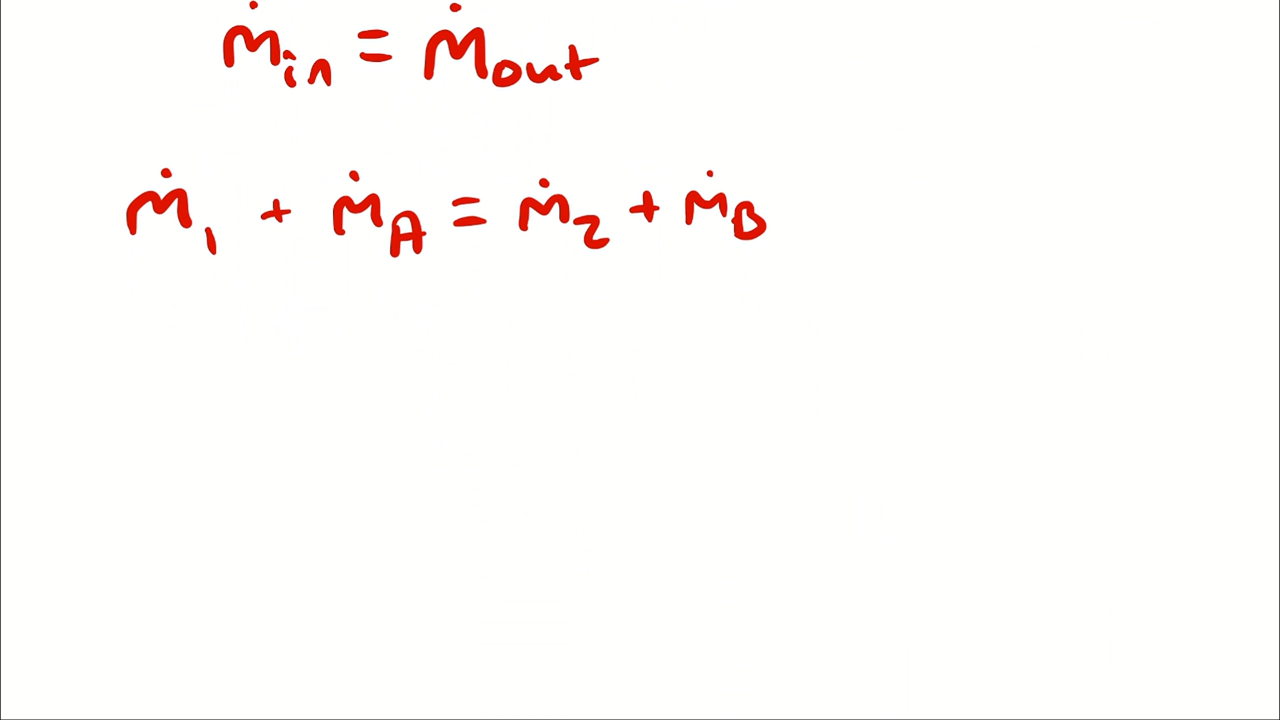 ṁin = ṁout
ṁ1 + ṁA = ṁ2 + ṁB